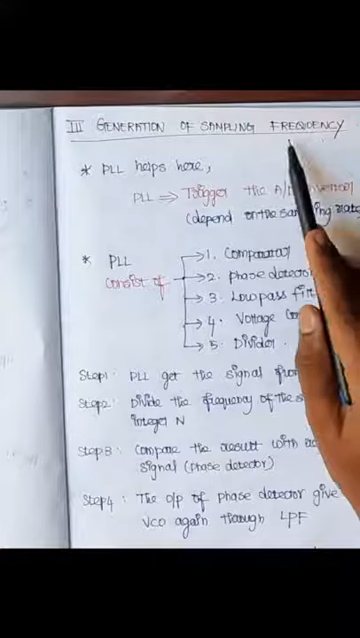 III GENERATION OF SAMPLING FREQUENCY
* PLL helps here,
PLL ⇒ Trigger the A/D
(depend on the sampling rate
* PLL
consist of
1. Comparator
2. Phase detector
3. Low pass
4. Voltage
5. Divider.
Step1: PLL get the signal
Step2: Divide the frequency of the
integer N
Step3: Compare the result with
signal (phase detector)
Step4: The o/p of phase detector give
VCO again through LPF